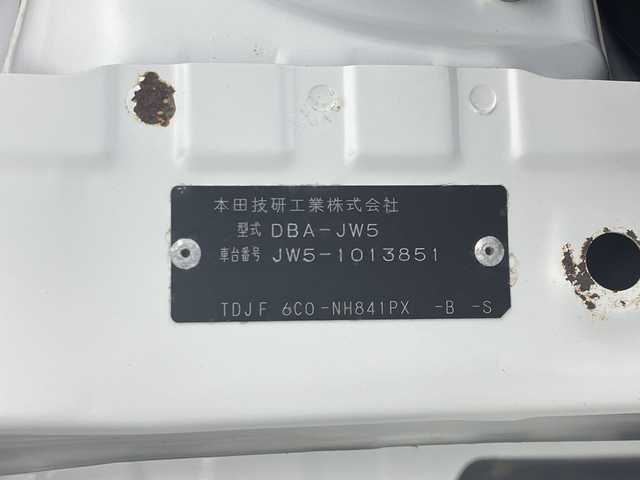 本田技研工業株式会社
型式 DBA-JW5
車台番号 JW5-1013851
TDJF 6C0-NH841PX -B -S